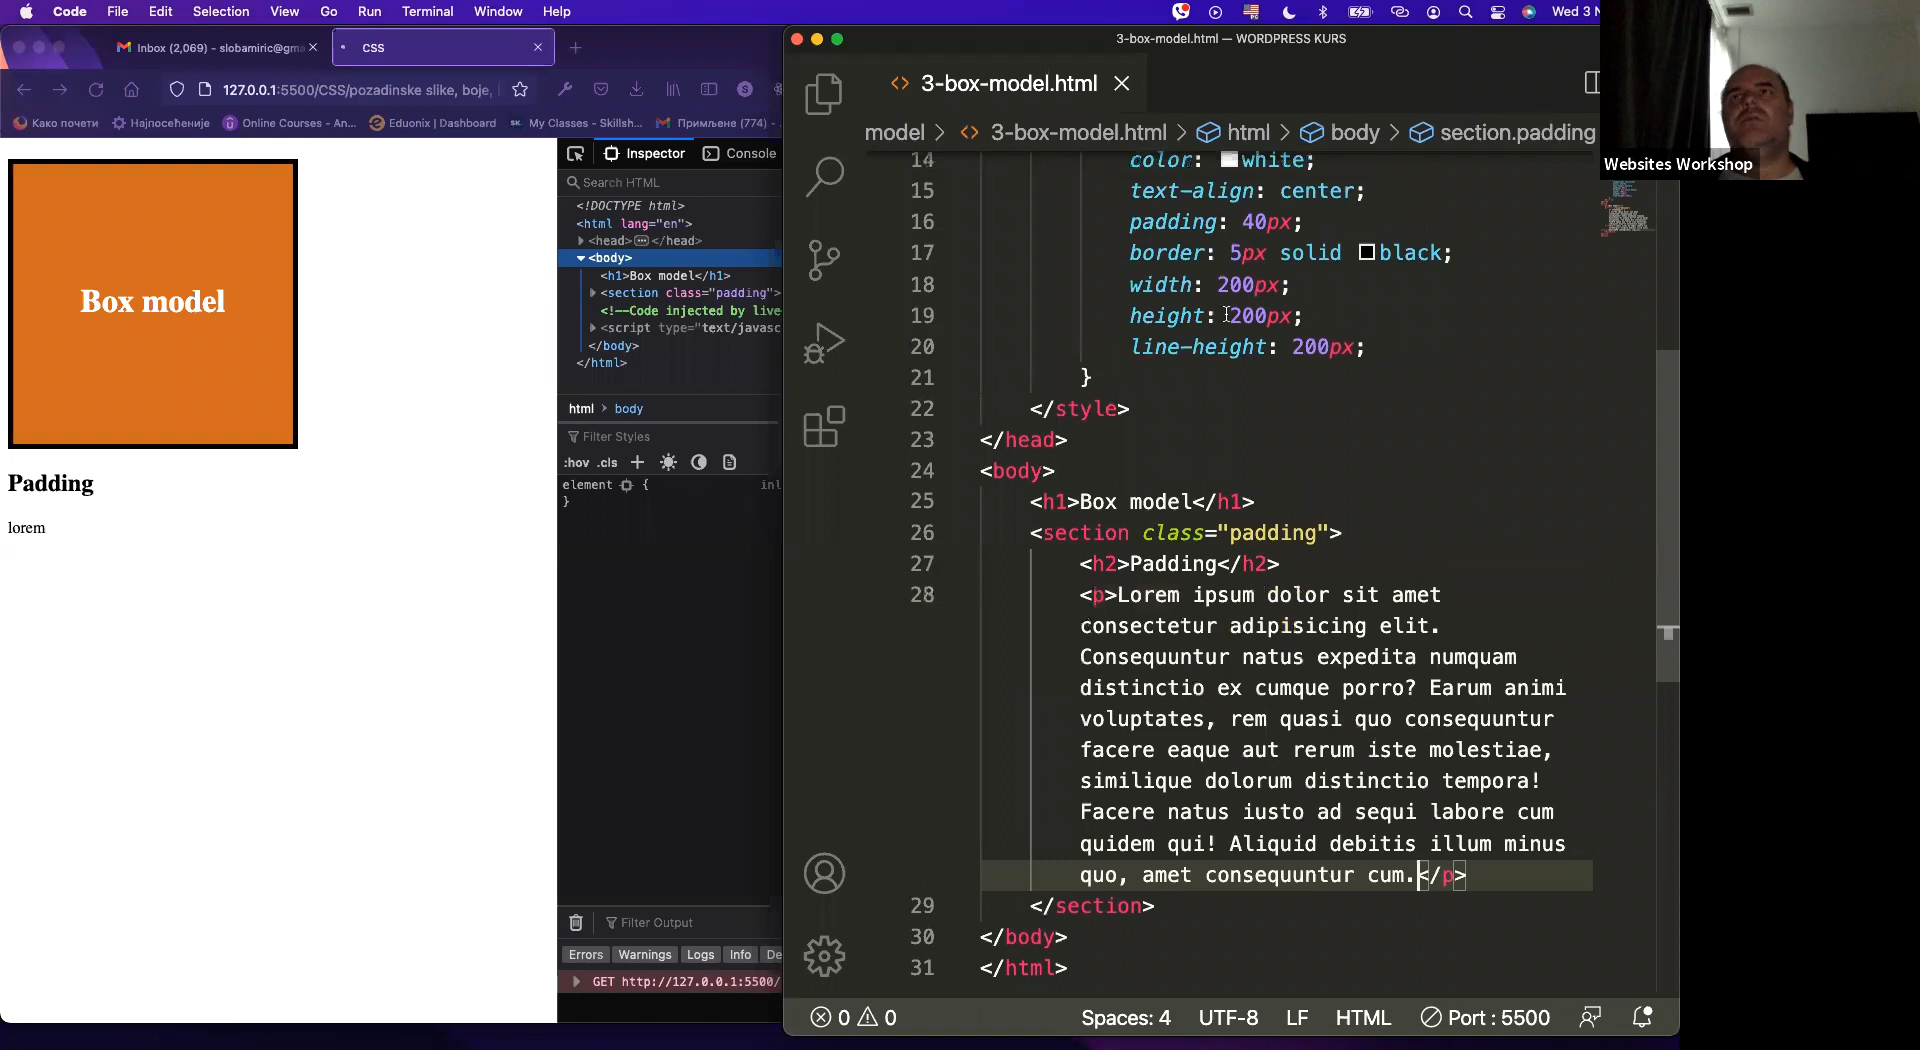 Code File Edit Selection View Go Run Terminal Window Help
Wed 3 N
Inbox (2,069) - slobamiric@gma
CSS
127.0.0.1:5500/CSS/pozadinske slike, boje,
Како почети
Најпосећеније
Online Courses - An...
Eduonix | Dashboard
My Classes - Skillsh...
Примљене (774) -
Box model
Padding
lorem
Inspector
Console
Search HTML
<!DOCTYPE html>
<html lang="en">
<head> </head>
<body>
<h1>Box model</h1>
<section class="padding">
<!--Code injected by live
<script type="text/javasc
</body>
</html>
html > body
Filter Styles
:hov .cls +
element { inl
}
Filter Output
Errors Warnings Logs Info De
GET http://127.0.0.1:5500/
3-box-model.html — WORDPRESS KURS
3-box-model.html
model > 3-box-model.html > html > body > section.padding
14 color: white;
15 text-align: center;
16 padding: 40px;
17 border: 5px solid black;
18 width: 200px;
19 height: 200px;
20 line-height: 200px;
21 }
22 </style>
23 </head>
24 <body>
25 <h1>Box model</h1>
26 <section class="padding">
27 <h2>Padding</h2>
28 <p>Lorem ipsum dolor sit amet
consectetur adipisicing elit.
Consequuntur natus expedita numquam
distinctio ex cumque porro? Earum animi
voluptates, rem quasi quo consequuntur
facere eaque aut rerum iste molestiae,
similique dolorum distinctio tempora!
Facere natus iusto ad sequi labore cum
quidem qui! Aliquid debitis illum minus
quo, amet consequuntur cum.</p>
29 </section>
30 </body>
31 </html>
0 0
Spaces: 4 UTF-8 LF HTML Port : 5500
Websites Workshop